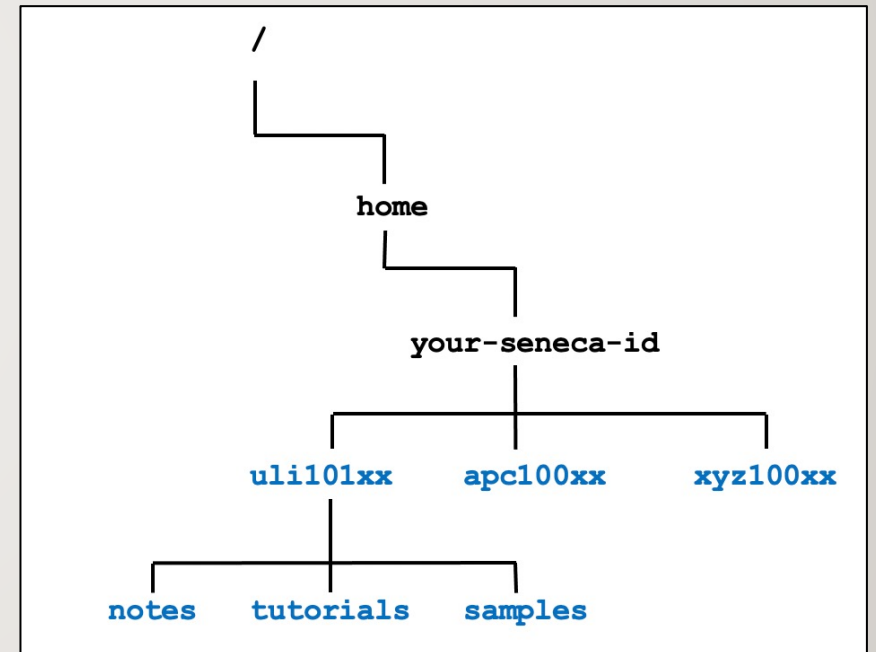 /
home
your-seneca-id
uli101xx apc100xx xyz100xx
notes tutorials samples